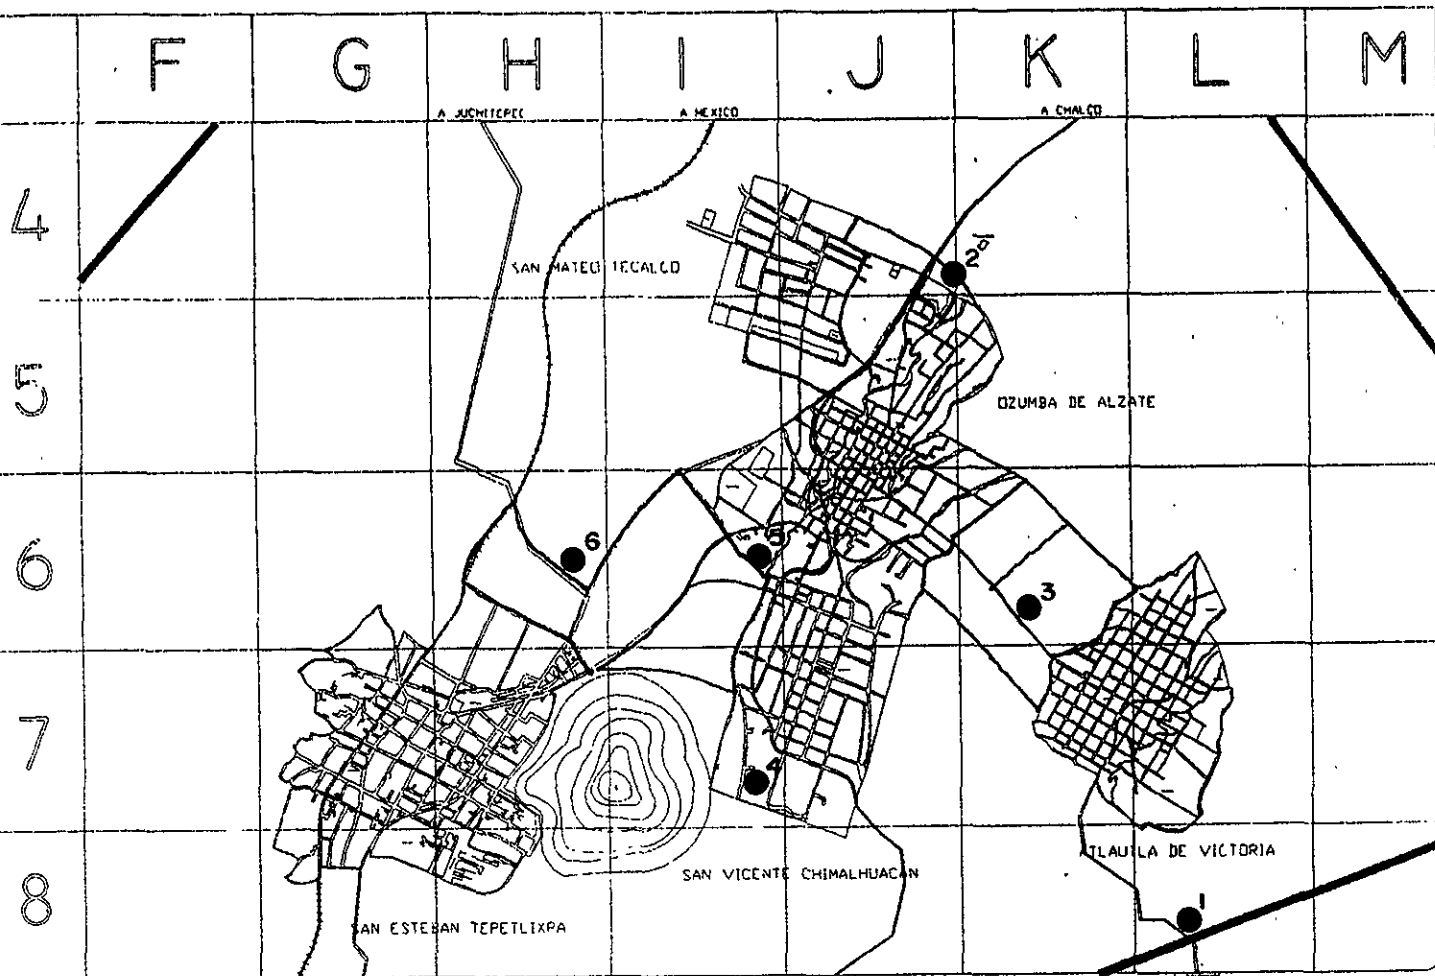 F G H I J K L M
A JUCHITEPEC A MEXICO A CHALCO
4
2
SAN MATEO TECALCO
5
OZUMBA DE ALZATE
6
6 5
3
7
4
ATLAUTLA DE VICTORIA
SAN VICENTE CHIMALHUACAN
8
1
SAN ESTEBAN TEPETLIXPA